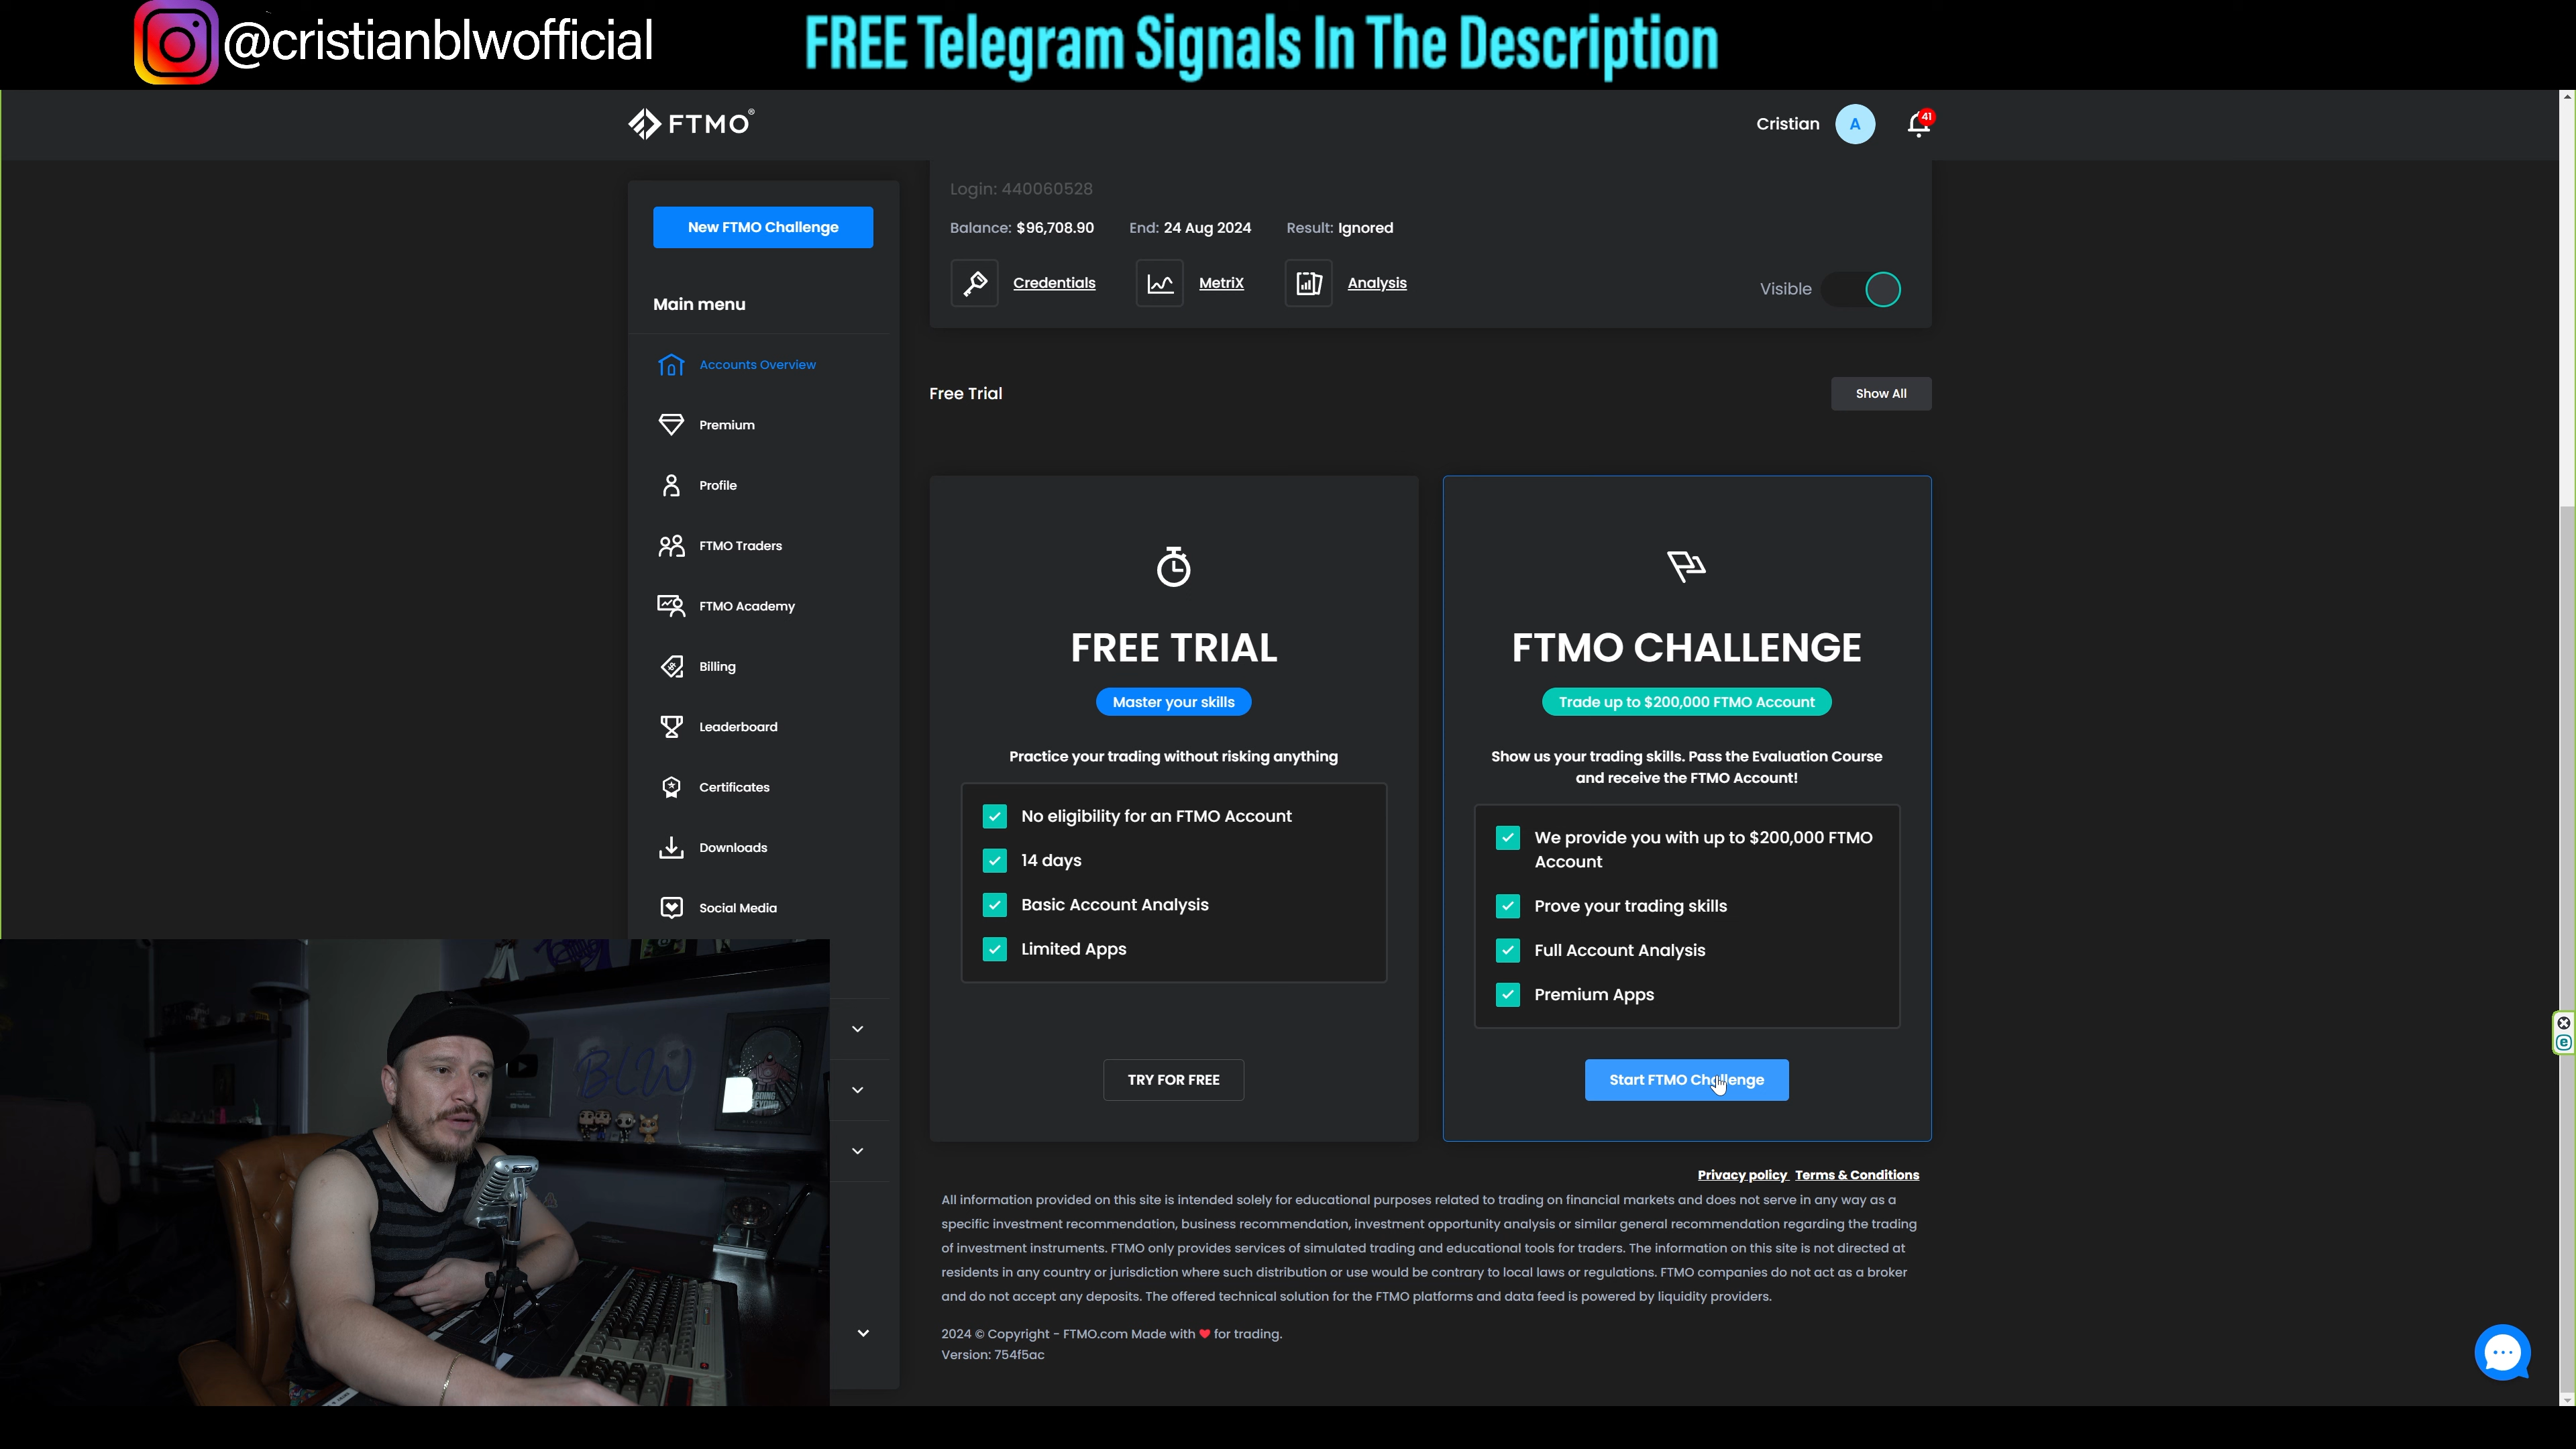 @cristianblwofficial
FREE Telegram Signals In The Description
FTMO®
Cristian
A
41
New FTMO Challenge
Main menu
Accounts Overview
Premium
Profile
FTMO Traders
FTMO Academy
Billing
Leaderboard
Certificates
Downloads
Social Media
Login: 440060528
Balance: $96,708.90 End: 24 Aug 2024 Result: Ignored
Credentials MetriX Analysis
Visible
Free Trial
Show All
FREE TRIAL
Master your skills
Practice your trading without risking anything
No eligibility for an FTMO Account
14 days
Basic Account Analysis
Limited Apps
TRY FOR FREE
FTMO CHALLENGE
Trade up to $200,000 FTMO Account
Show us your trading skills. Pass the Evaluation Course
and receive the FTMO Account!
We provide you with up to $200,000 FTMO
Account
Prove your trading skills
Full Account Analysis
Premium Apps
Start FTMO Challenge
Privacy policy Terms & Conditions
All information provided on this site is intended solely for educational purposes related to trading on financial markets and does not serve in any way as a
specific investment recommendation, business recommendation, investment opportunity analysis or similar general recommendation regarding the trading
of investment instruments. FTMO only provides services of simulated trading and educational tools for traders. The information on this site is not directed at
residents in any country or jurisdiction where such distribution or use would be contrary to local laws or regulations. FTMO companies do not act as a broker
and do not accept any deposits. The offered technical solution for the FTMO platforms and data feed is powered by liquidity providers.
2024 © Copyright - FTMO.com Made with ❤ for trading.
Version: 754f5ac
BLW